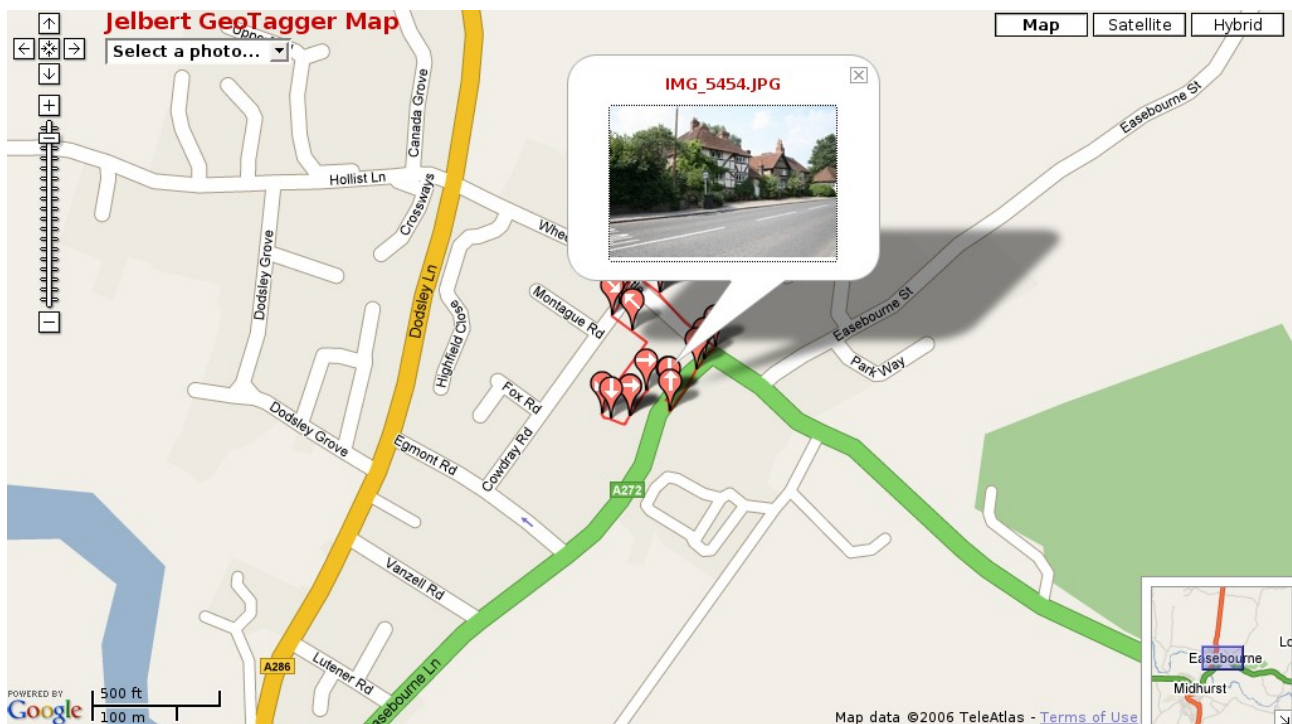 Jelbert GeoTagger Map
Select a photo...
Map
Satellite
Hybrid
IMG_5454.JPG
Canada Grove
Hollist Ln
Crossways
Dodsley Grove
Dodsley Ln
Highfield Close
Montague Rd
Easebourne St
Easebourne St
Park Way
Fox Rd
Cowdray Rd
Dodsley Grove
Egmont Rd
A272
Vanzell Rd
Lutener Rd
A286
POWERED BY
Google
500 ft
100 m
Easebourne
Midhurst
Map data ©2006 TeleAtlas - Terms of Use